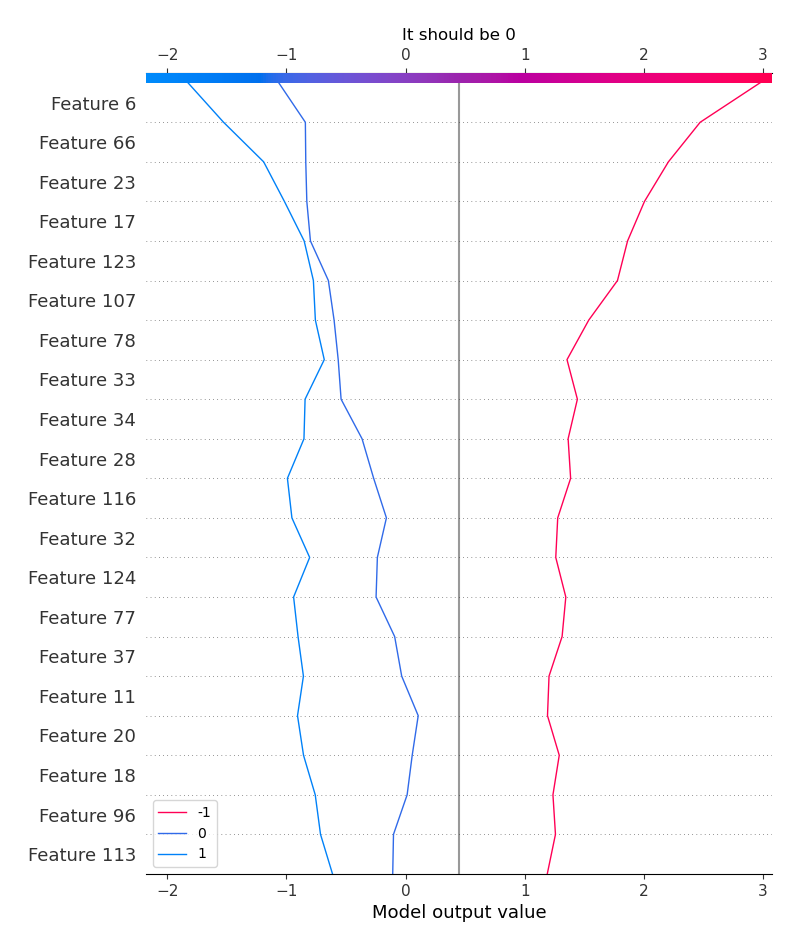 It should be 0
−2 −1 0 1 2 3
Feature 6
Feature 66
Feature 23
Feature 17
Feature 123
Feature 107
Feature 78
Feature 33
Feature 34
Feature 28
Feature 116
Feature 32
Feature 124
Feature 77
Feature 37
Feature 11
Feature 20
Feature 18
Feature 96
Feature 113
-1
0
1
−2 −1 0 1 2 3
Model output value